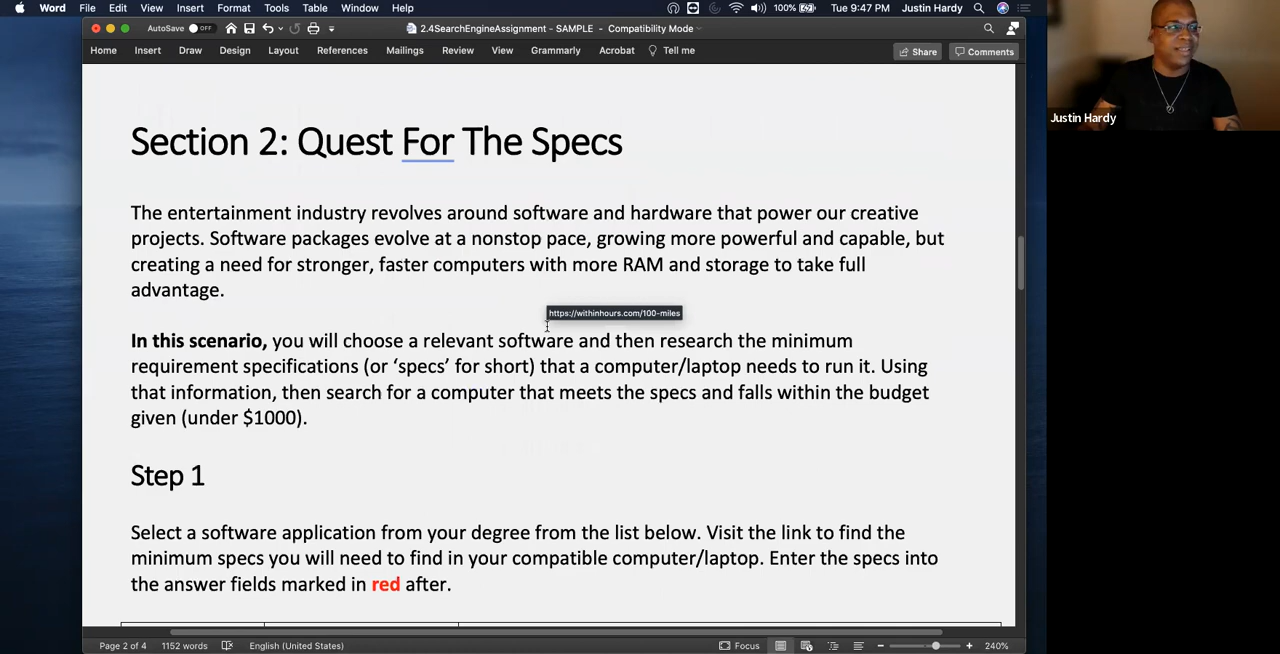 Word File Edit View Insert Format Tools Table Window Help 100% Tue 9:47 PM Justin Hardy
AutoSave OFF 2.4SearchEngineAssignment - SAMPLE - Compatibility Mode
Home Insert Draw Design Layout References Mailings Review View Grammarly Acrobat Tell me Share Comments
Justin Hardy
Section 2: Quest For The Specs
The entertainment industry revolves around software and hardware that power our creative
projects. Software packages evolve at a nonstop pace, growing more powerful and capable, but
creating a need for stronger, faster computers with more RAM and storage to take full
advantage.
https://withinhours.com/100-miles
In this scenario, you will choose a relevant software and then research the minimum
requirement specifications (or ‘specs’ for short) that a computer/laptop needs to run it. Using
that information, then search for a computer that meets the specs and falls within the budget
given (under $1000).
Step 1
Select a software application from your degree from the list below. Visit the link to find the
minimum specs you will need to find in your compatible computer/laptop. Enter the specs into
the answer fields marked in red after.
Page 2 of 4 1152 words English (United States) Focus 240%